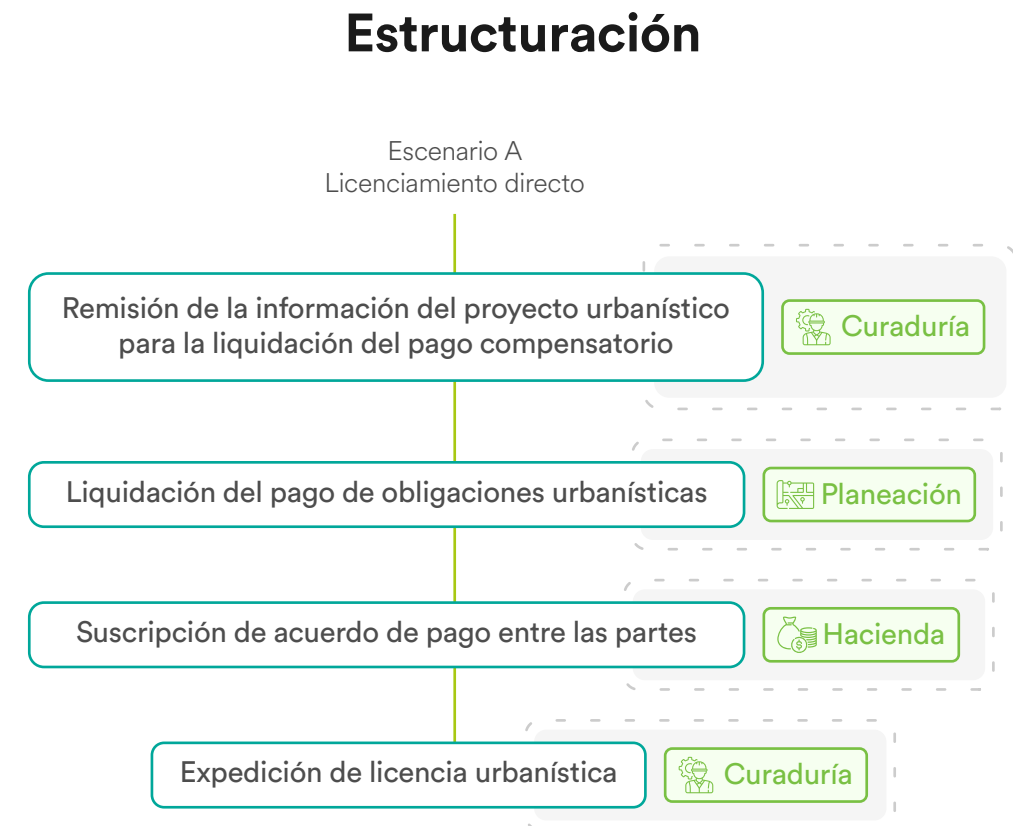 Estructuración
Escenario A
Licenciamiento directo
Remisión de la información del proyecto urbanístico
para la liquidación del pago compensatorio
Curaduría
Liquidación del pago de obligaciones urbanísticas
Planeación
Suscripción de acuerdo de pago entre las partes
Hacienda
Expedición de licencia urbanística
Curaduría